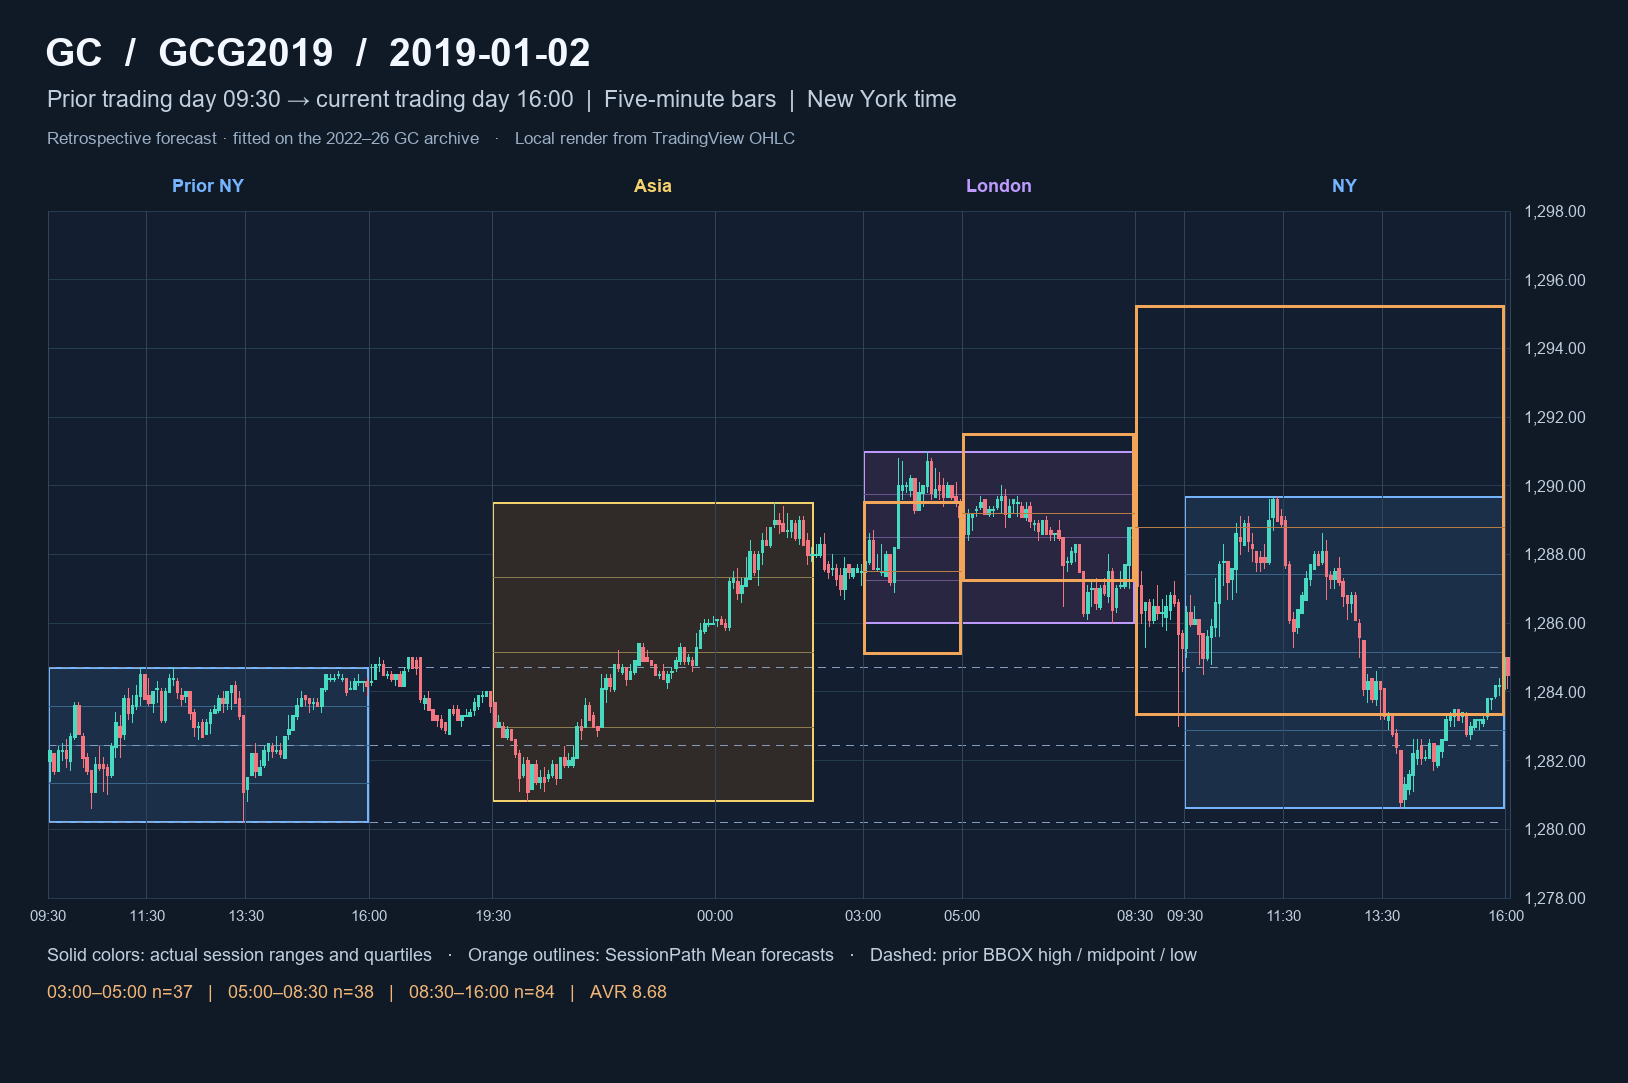 GC / GCG2019 / 2019-01-02
Prior trading day 09:30 → current trading day 16:00 | Five-minute bars | New York time
Retrospective forecast · fitted on the 2022–26 GC archive · Local render from TradingView OHLC
Prior NY Asia London NY
1,298.00
1,296.00
1,294.00
1,292.00
1,290.00
1,288.00
1,286.00
1,284.00
1,282.00
1,280.00
1,278.00
09:30 11:30 13:30 16:00 19:30 00:00 03:00 05:00 08:30 09:30 11:30 13:30 16:00
Solid colors: actual session ranges and quartiles · Orange outlines: SessionPath Mean forecasts · Dashed: prior BBOX high / midpoint / low
03:00–05:00 n=37 | 05:00–08:30 n=38 | 08:30–16:00 n=84 | AVR 8.68